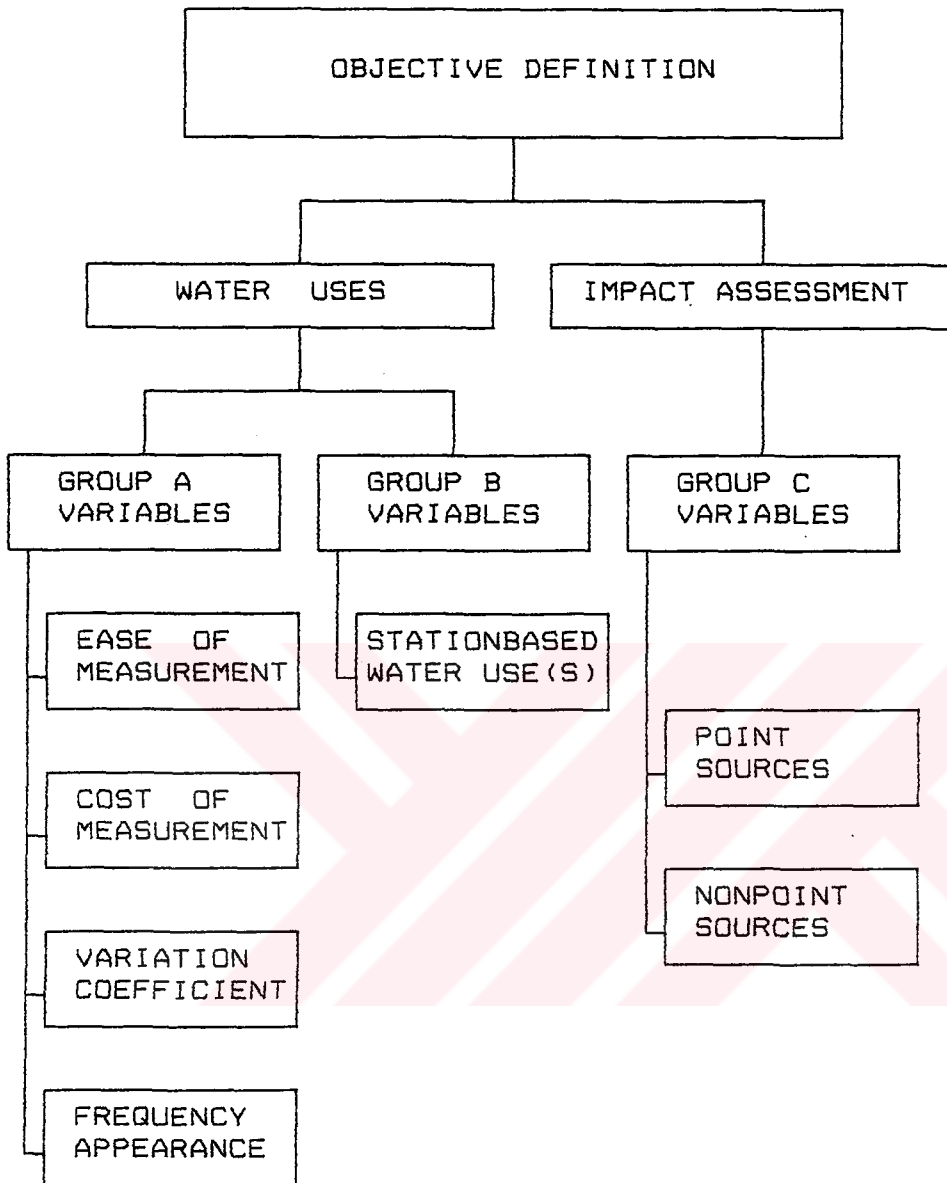 OBJECTIVE DEFINITION
WATER USES
IMPACT ASSESSMENT
GROUP A
VARIABLES
GROUP B
VARIABLES
GROUP C
VARIABLES
EASE OF
MEASUREMENT
COST OF
MEASUREMENT
VARIATION
COEFFICIENT
FREQUENCY
APPEARANCE
STATIONBASED
WATER USE(S)
POINT
SOURCES
NONPOINT
SOURCES